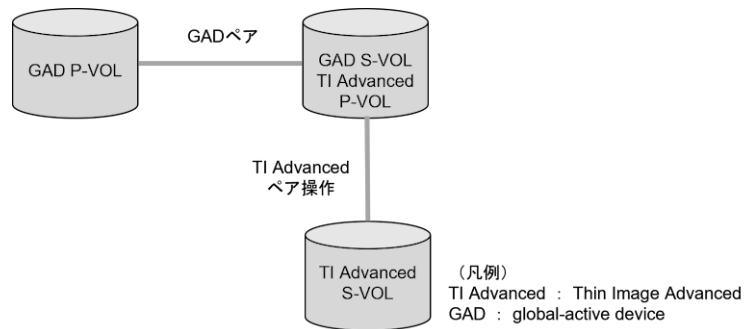 GADペア
GAD P-VOL
GAD S-VOL
TI Advanced
P-VOL
TI Advanced
ペア操作
TI Advanced
S-VOL
（凡例）
TI Advanced ： Thin Image Advanced
GAD ： global-active device